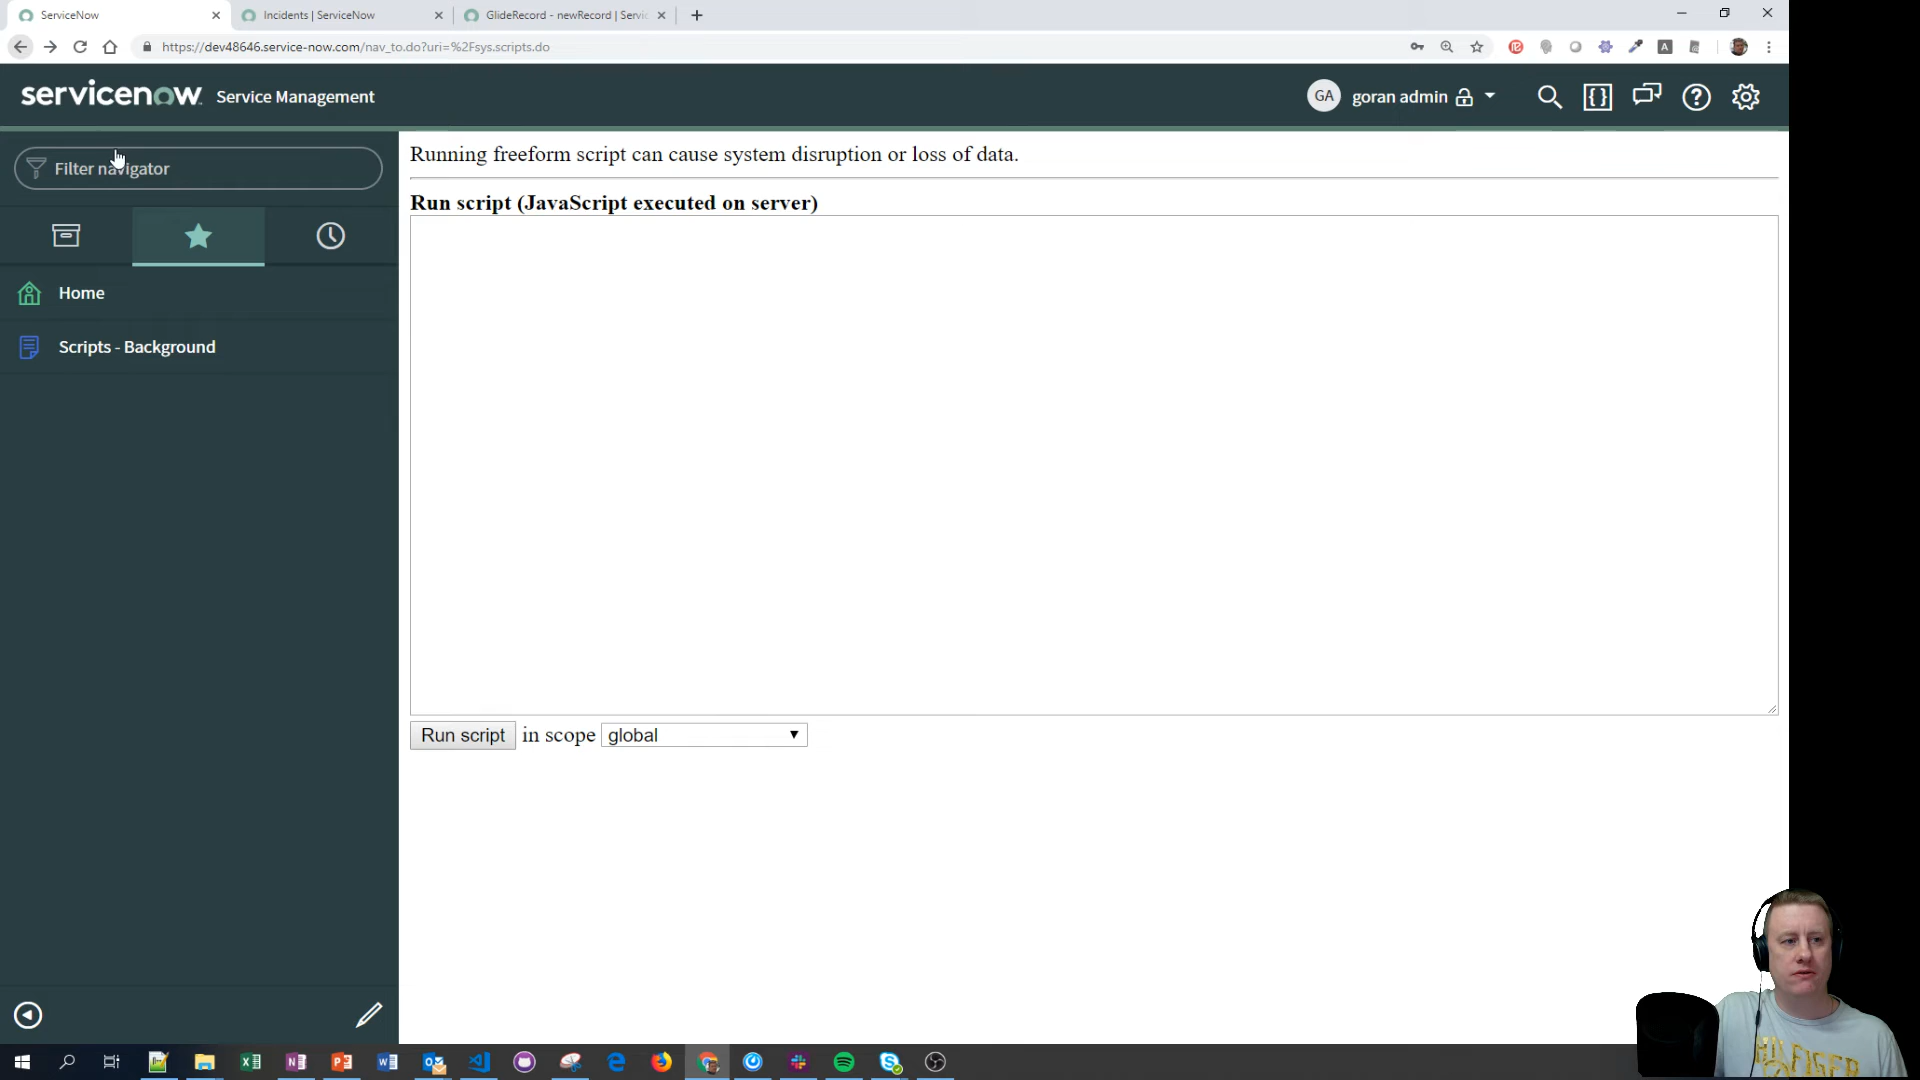 ServiceNow
Incidents | ServiceNow
GlideRecord - newRecord | Servic
https://dev48646.service-now.com/nav_to.do?uri=%2Fsys.scripts.do
servicenow Service Management
GA goran admin
Filter navigator
Home
Scripts - Background
Running freeform script can cause system disruption or loss of data.
Run script (JavaScript executed on server)
Run script in scope global
HILFIGER